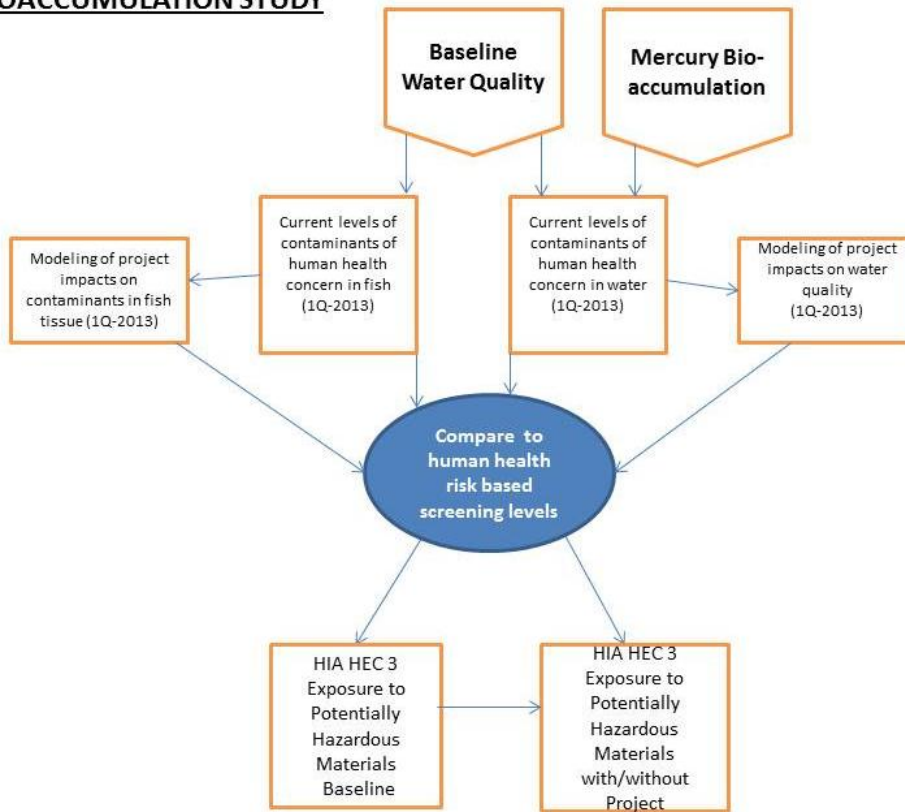 OACCUMULATION STUDY
Baseline
Water Quality
Mercury Bio-
accumulation
Modeling of project
impacts on
contaminants in fish
tissue (1Q-2013)
Current levels of
contaminants of
human health
concern in fish
(1Q-2013)
Current levels of
contaminants of
human health
concern in water
(1Q-2013)
Modeling of project
impacts on water
quality
(1Q-2013)
Compare to
human health
risk based
screening levels
HIA HEC 3
Exposure to
Potentially
Hazardous
Materials
Baseline
HIA HEC 3
Exposure to
Potentially
Hazardous
Materials
with/without
Project